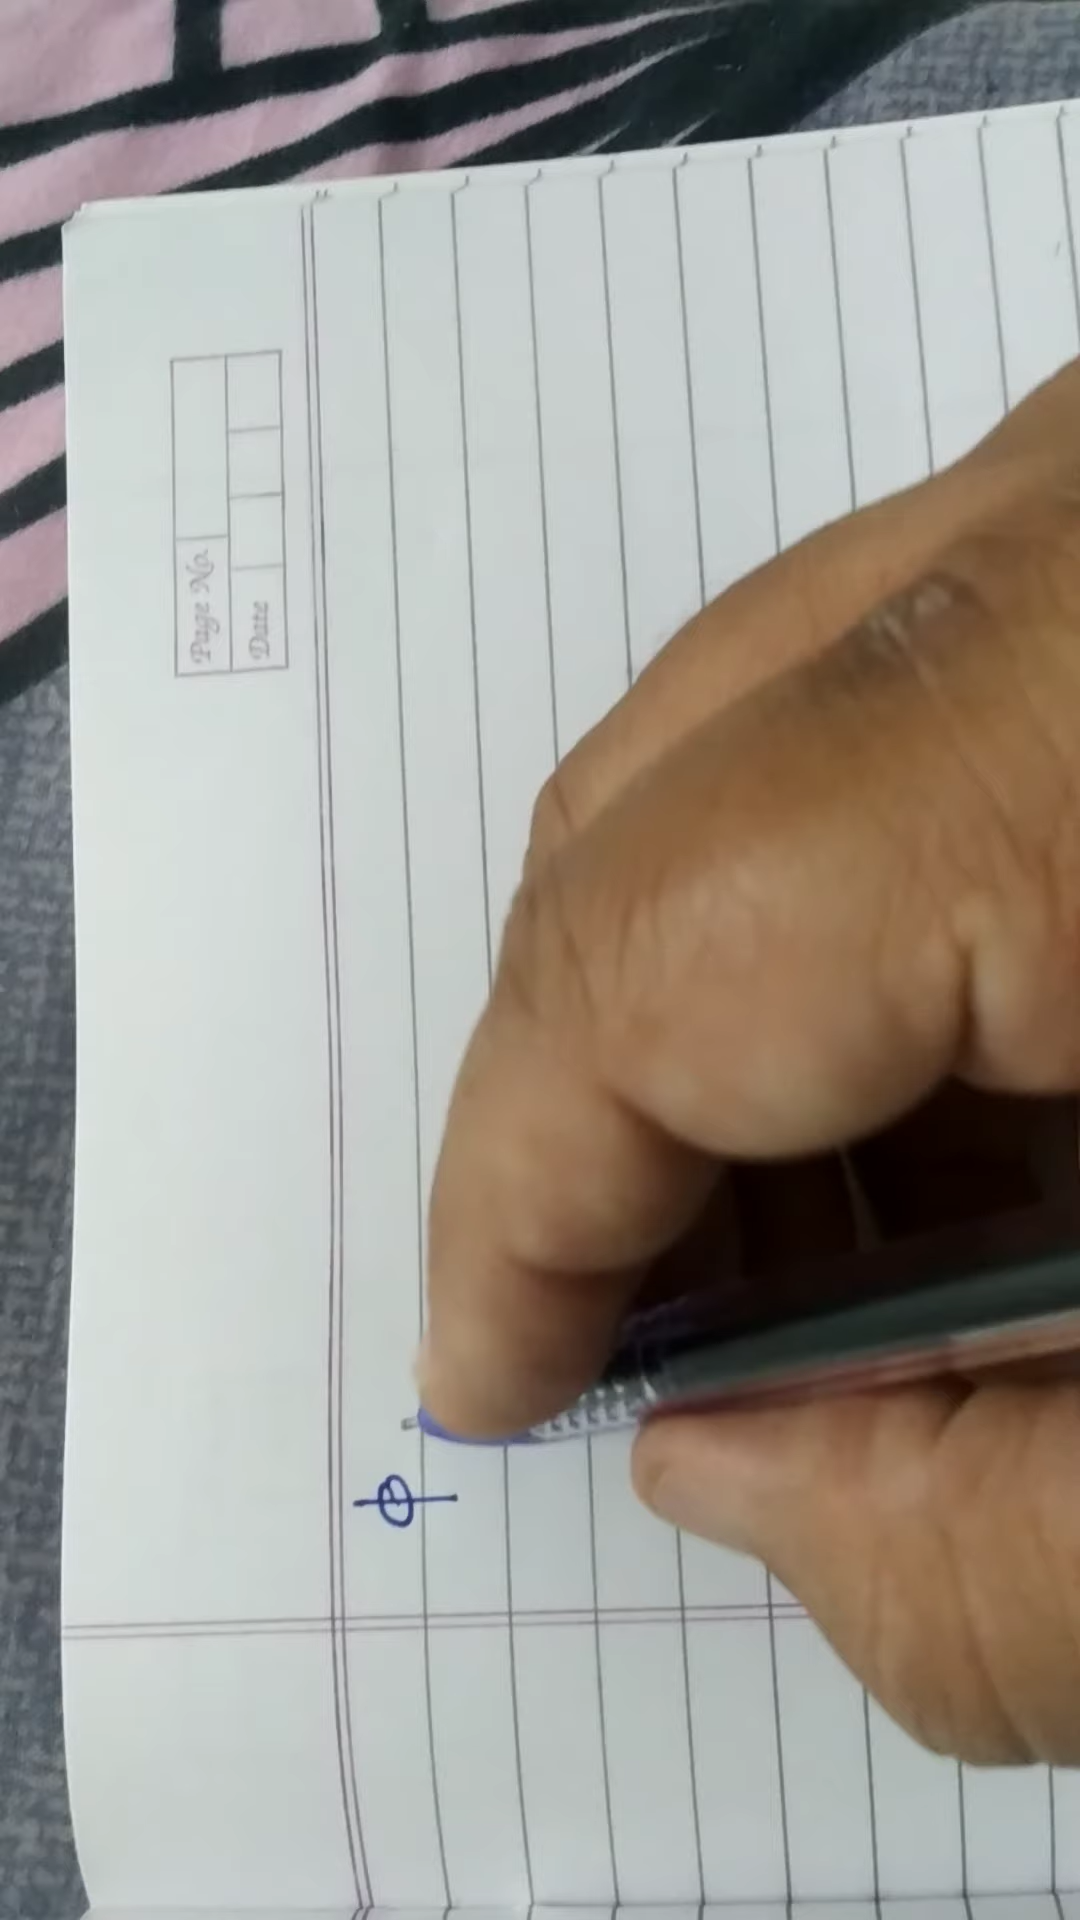 Page No
Date
ф